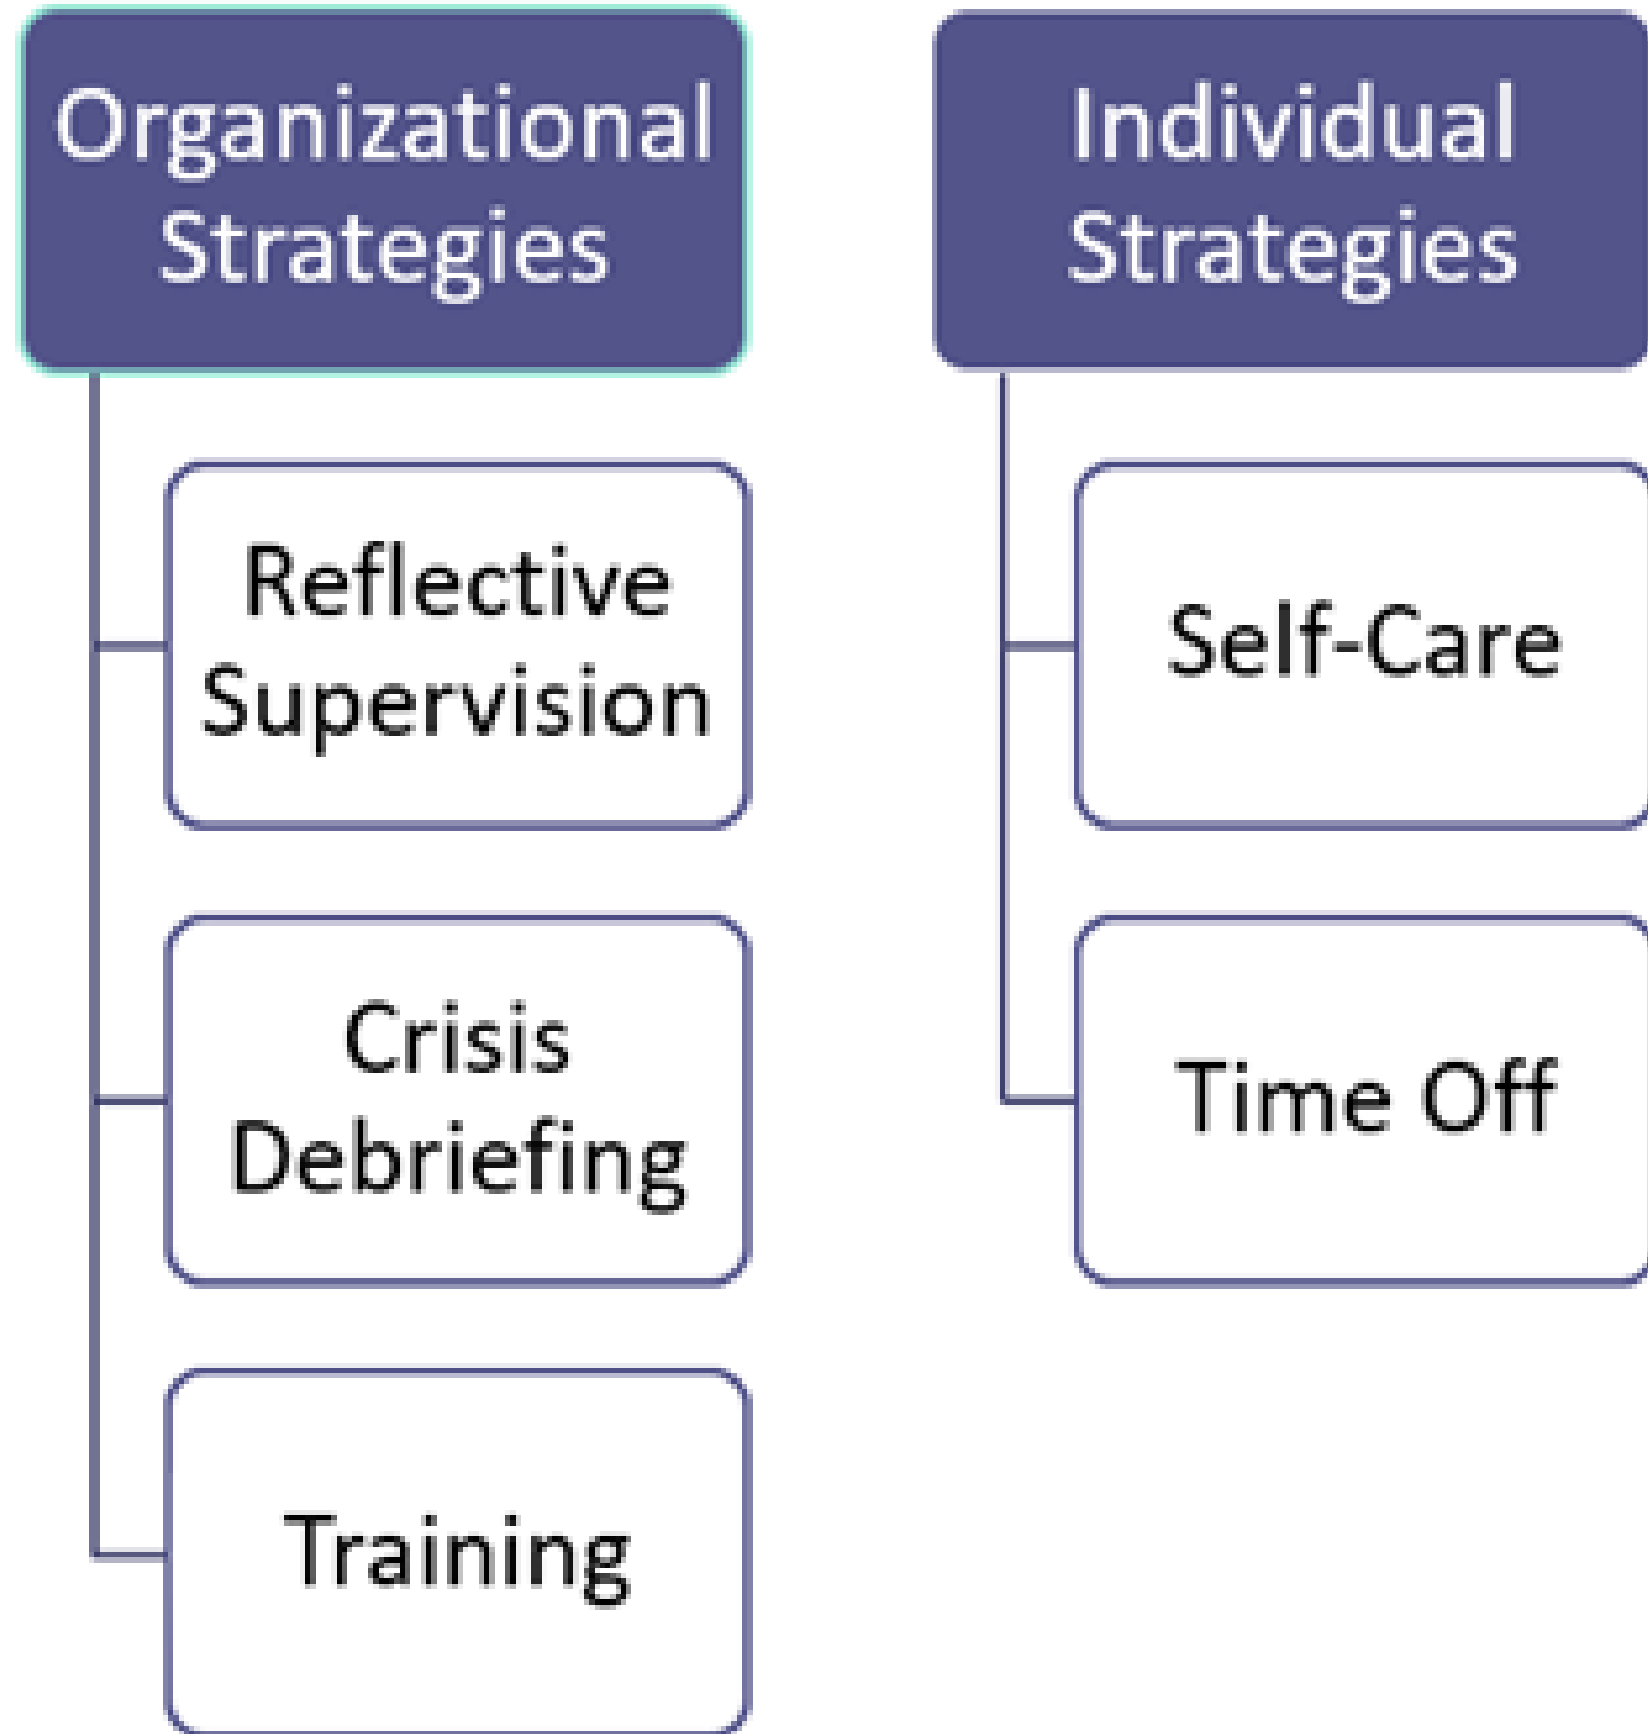 Organizational
Strategies
Reflective
Supervision
Crisis
Debriefing
Training
Individual
Strategies
Self-Care
Time Off